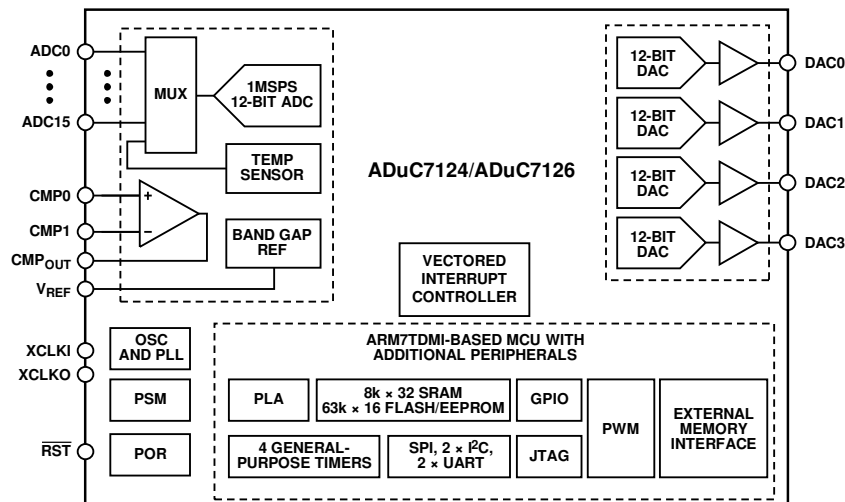 ADC0
ADC15
MUX
1MSPS
12-BIT ADC
TEMP
SENSOR
CMP0
+
CMP1
−
CMPOUT
VREF
BAND GAP
REF
ADuC7124/ADuC7126
12-BIT
DAC
DAC0
12-BIT
DAC
DAC1
12-BIT
DAC
DAC2
12-BIT
DAC
DAC3
VECTORED
INTERRUPT
CONTROLLER
XCLKI
XCLKO
OSC
AND PLL
PSM
RST
POR
ARM7TDMI-BASED MCU WITH
ADDITIONAL PERIPHERALS
PLA
8k × 32 SRAM
63k × 16 FLASH/EEPROM
GPIO
4 GENERAL-
PURPOSE TIMERS
SPI, 2 × I2C,
2 × UART
JTAG
PWM
EXTERNAL
MEMORY
INTERFACE